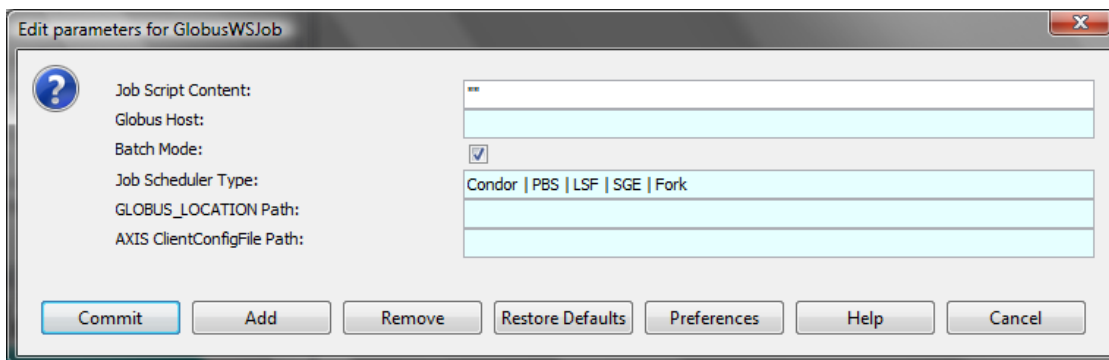 Edit parameters for GlobusWSJob
Job Script Content: ""
Globus Host:
Batch Mode:
Job Scheduler Type: Condor | PBS | LSF | SGE | Fork
GLOBUS_LOCATION Path:
AXIS ClientConfigFile Path:
Commit Add Remove Restore Defaults Preferences Help Cancel